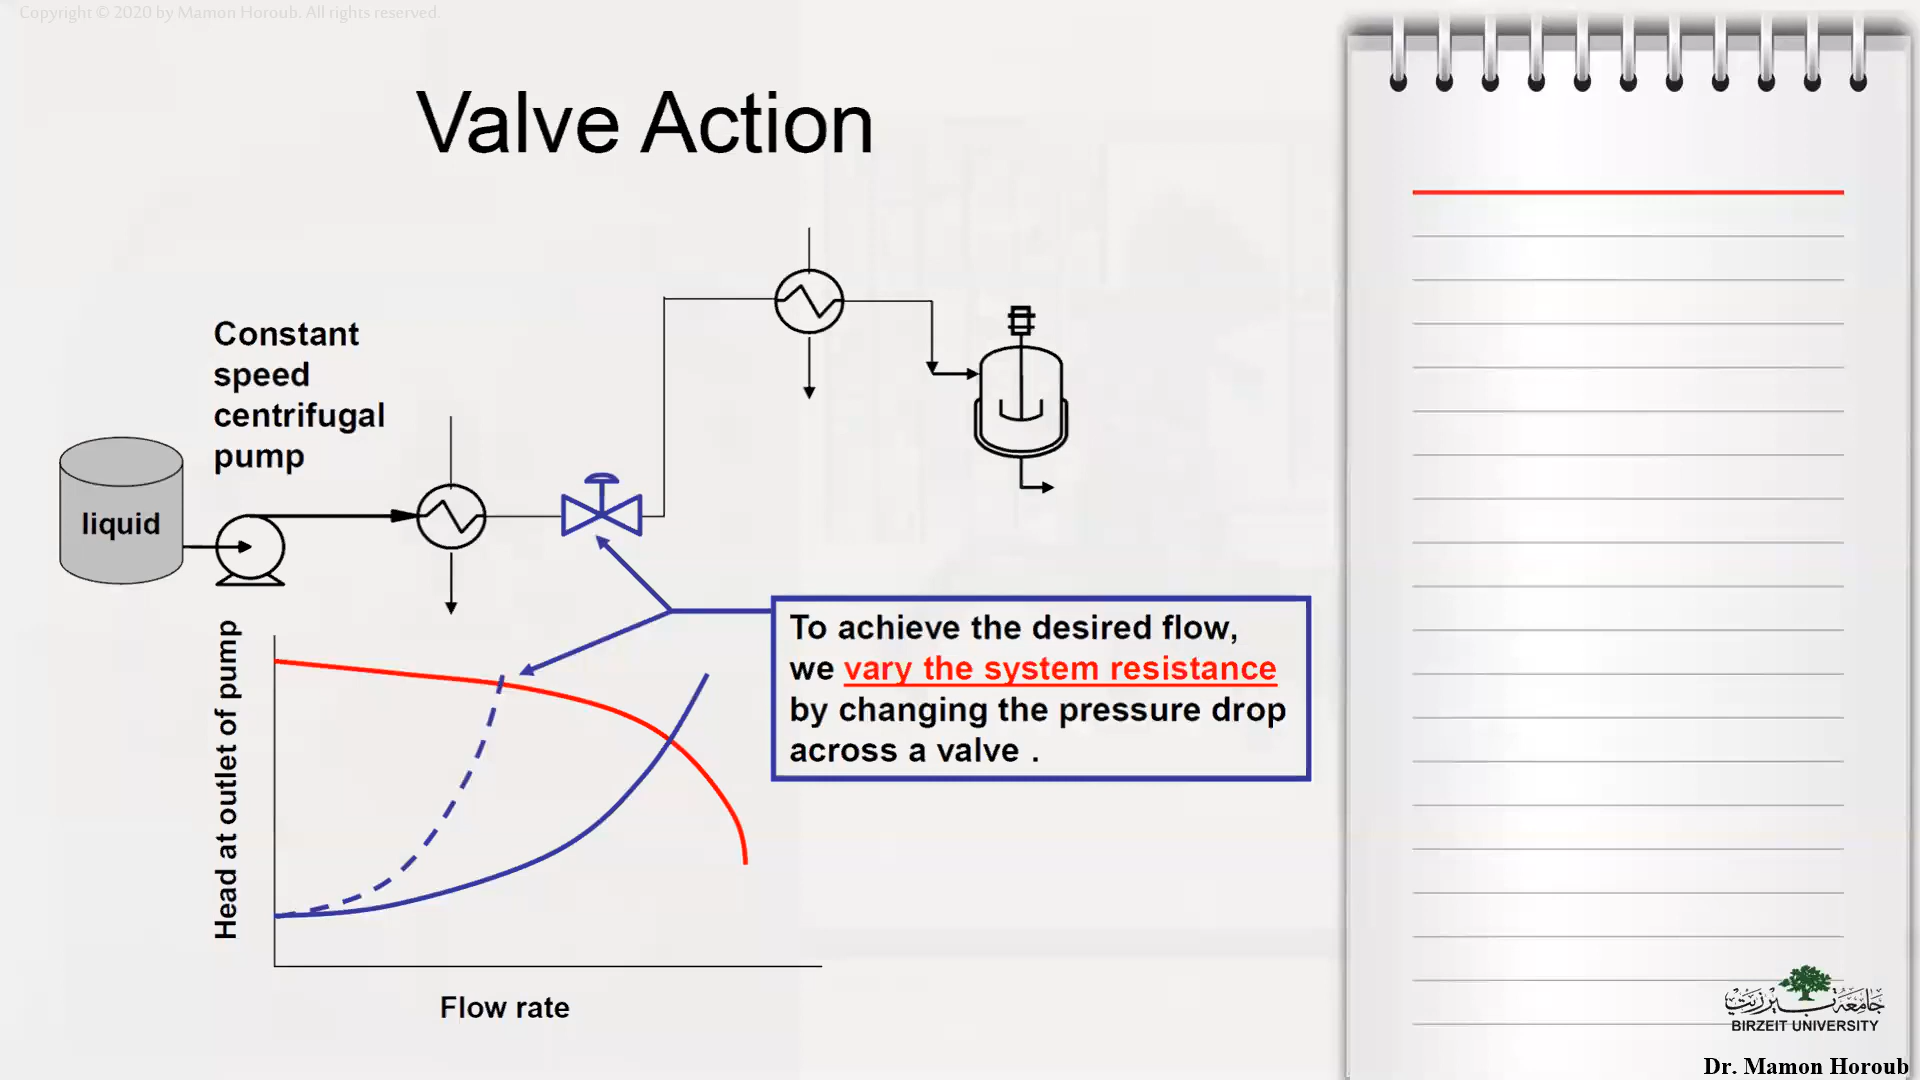 Copyright © 2020 by Mamon Horoub. All rights reserved.
Valve Action
Constant
speed
centrifugal
pump
liquid
To achieve the desired flow,
we vary the system resistance
by changing the pressure drop
across a valve .
Head at outlet of pump
Flow rate
جامعة بيرزيت
BIRZEIT UNIVERSITY
Dr. Mamon Horoub